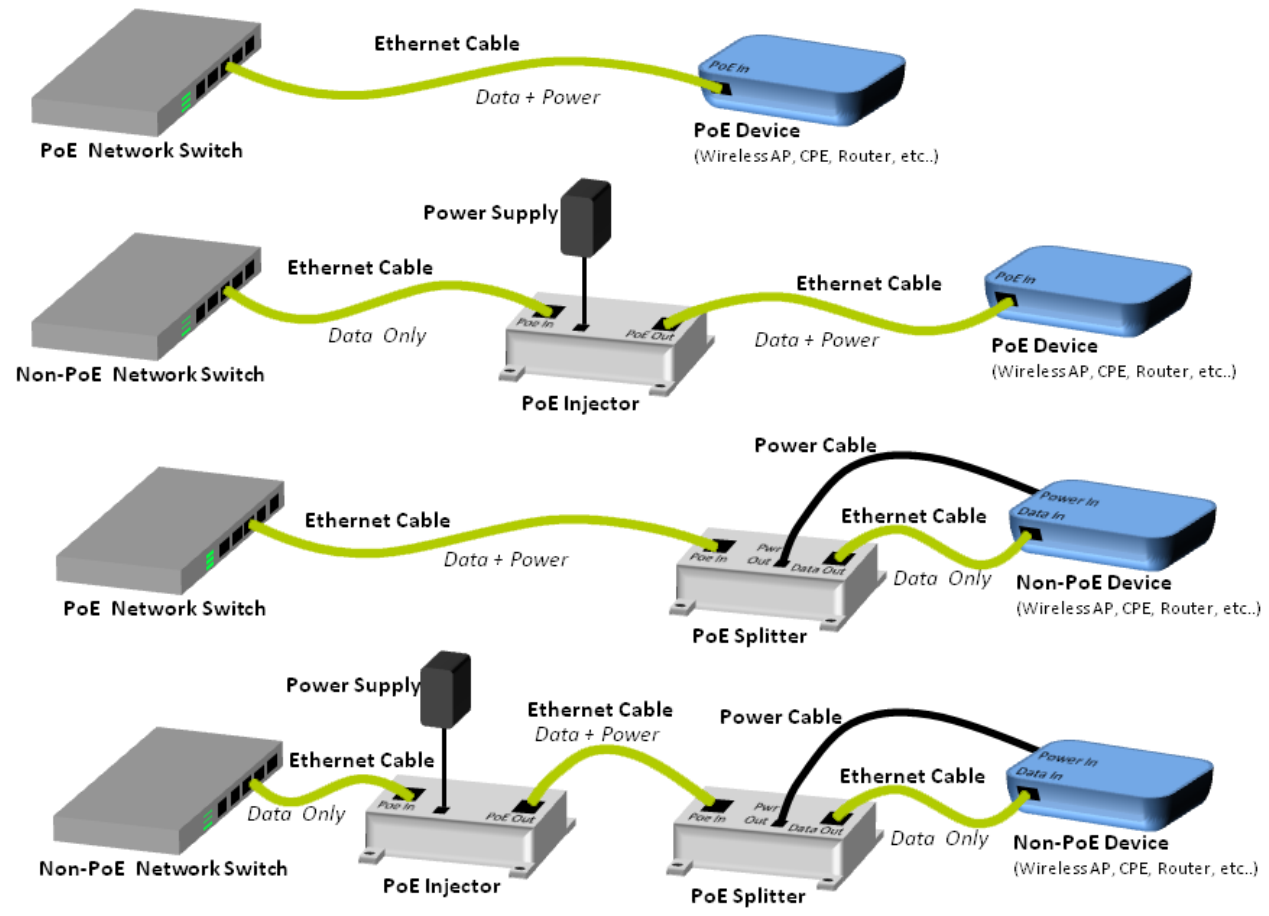 Ethernet Cable
PoE In
Data + Power
PoE Device
PoE Network Switch
(Wireless AP, CPE, Router, etc..)
Power Supply
Ethernet Cable
Ethernet Cable
PoE In
Poe In
PoE Out
Data Only
Data + Power
PoE Device
Non-PoE Network Switch
(Wireless AP, CPE, Router, etc..)
PoE Injector
Power Cable
Power In
Ethernet Cable
Ethernet Cable
Data In
Data + Power
Poe In
Pwr
Out
Data Out
Data Only
Non-PoE Device
PoE Network Switch
(Wireless AP, CPE, Router, etc..)
PoE Splitter
Power Supply
Ethernet Cable
Data + Power
Power Cable
Ethernet Cable
Power In
Data In
Ethernet Cable
Data Only
Poe In
PoE Out
Poe In
Pwr
Out
Data Out
Data Only
Non-PoE Device
Non-PoE Network Switch
(Wireless AP, CPE, Router, etc..)
PoE Injector
PoE Splitter